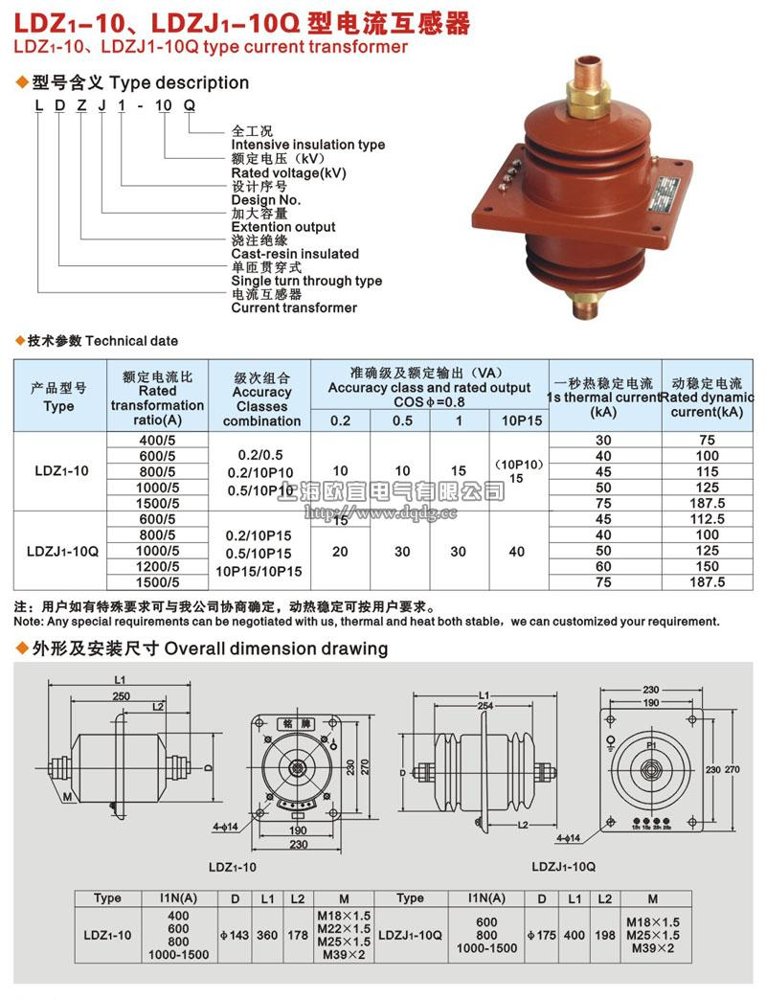 LDZ1-10、LDZJ1-10Q 型电流互感器
LDZ1-10、LDZJ1-10Q type current transformer
型号含义 Type description
L D Z J 1 - 10 Q
全工况
Intensive insulation type
额定电压（kV）
Rated voltage(kV)
设计序号
Design No.
加大容量
Extention output
浇注绝缘
Cast-resin insulated
单匝贯穿式
Single turn through type
电流互感器
Current transformer
技术参数 Technical date
产品型号 Type
额定电流比 Rated transformation ratio(A)
级次组合 Accuracy Classes combination
准确级及额定输出（VA）
Accuracy class and rated output
COSφ=0.8
0.2 0.5 1 10P15
一秒热稳定电流 1s thermal current (kA)
动稳定电流 Rated dynamic current(kA)
LDZ1-10
400/5 30 75
600/5 40 100
800/5 45 115
1000/5 50 125
1500/5 75 187.5
0.2/0.5
0.2/10P10
0.5/10P10
10 10 15 （10P10） 15
LDZJ1-10Q
600/5 45 112.5
800/5 40 100
1000/5 50 125
1200/5 60 150
1500/5 75 187.5
0.2/10P15
0.5/10P15
10P15/10P15
15
20 30 30 40
上海欧宜电气有限公司
http://www.dqdg.cc
注：用户如有特殊要求可与我公司协商确定，动热稳定可按用户要求。
Note: Any special requirements can be negotiated with us, thermal and heat both stable，we can customized your requirement.
外形及安装尺寸 Overall dimension drawing
L1
250
L2
M
D
铭牌
230
270
4-φ14
190
230
LDZ1-10
L1
254
D
L2
230
190
P1
230
270
4-φ14
1S1 1S2 2S1 2S2
LDZJ1-10Q
Type I1N(A) D L1 L2 M Type I1N(A) D L1 L2 M
LDZ1-10
400
600
800
1000-1500
φ143 360 178
M18×1.5
M22×1.5
M25×1.5
M39×2
LDZJ1-10Q
600
800
1000-1500
φ175 400 198
M18×1.5
M25×1.5
M39×2